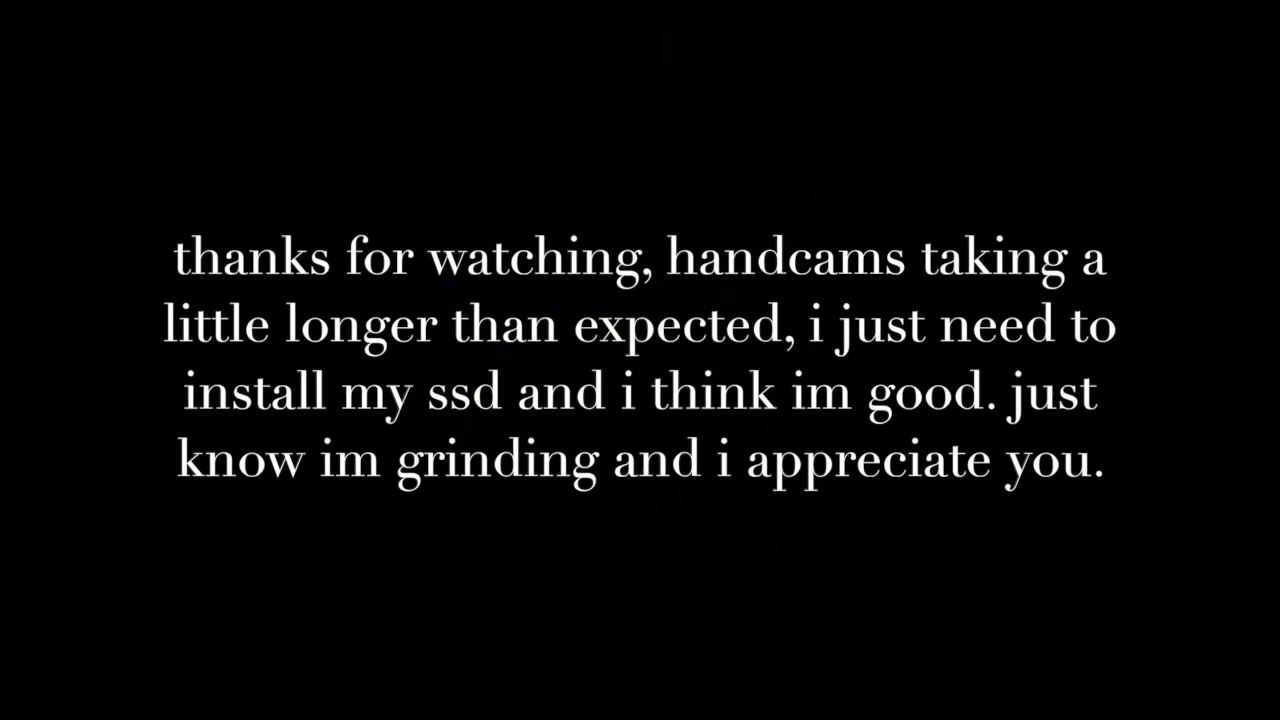 thanks for watching, handcams taking a
little longer than expected, i just need to
install my ssd and i think im good. just
know im grinding and i appreciate you.